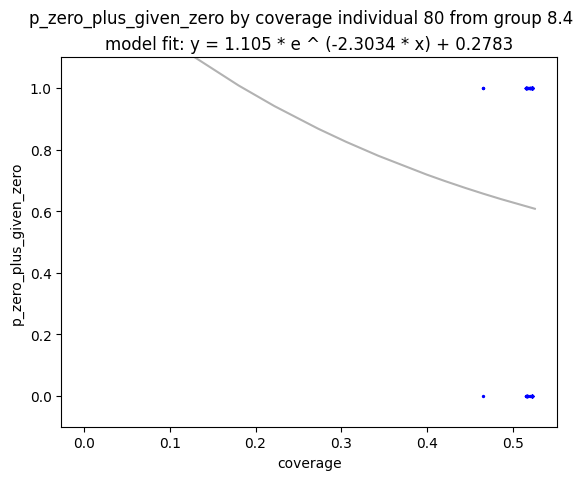 p_zero_plus_given_zero by coverage individual 80 from group 8.4
model fit: y = 1.105 * e ^ (-2.3034 * x) + 0.2783
1.0
0.8
0.6
0.4
0.2
0.0
p_zero_plus_given_zero
0.0 0.1 0.2 0.3 0.4 0.5
coverage